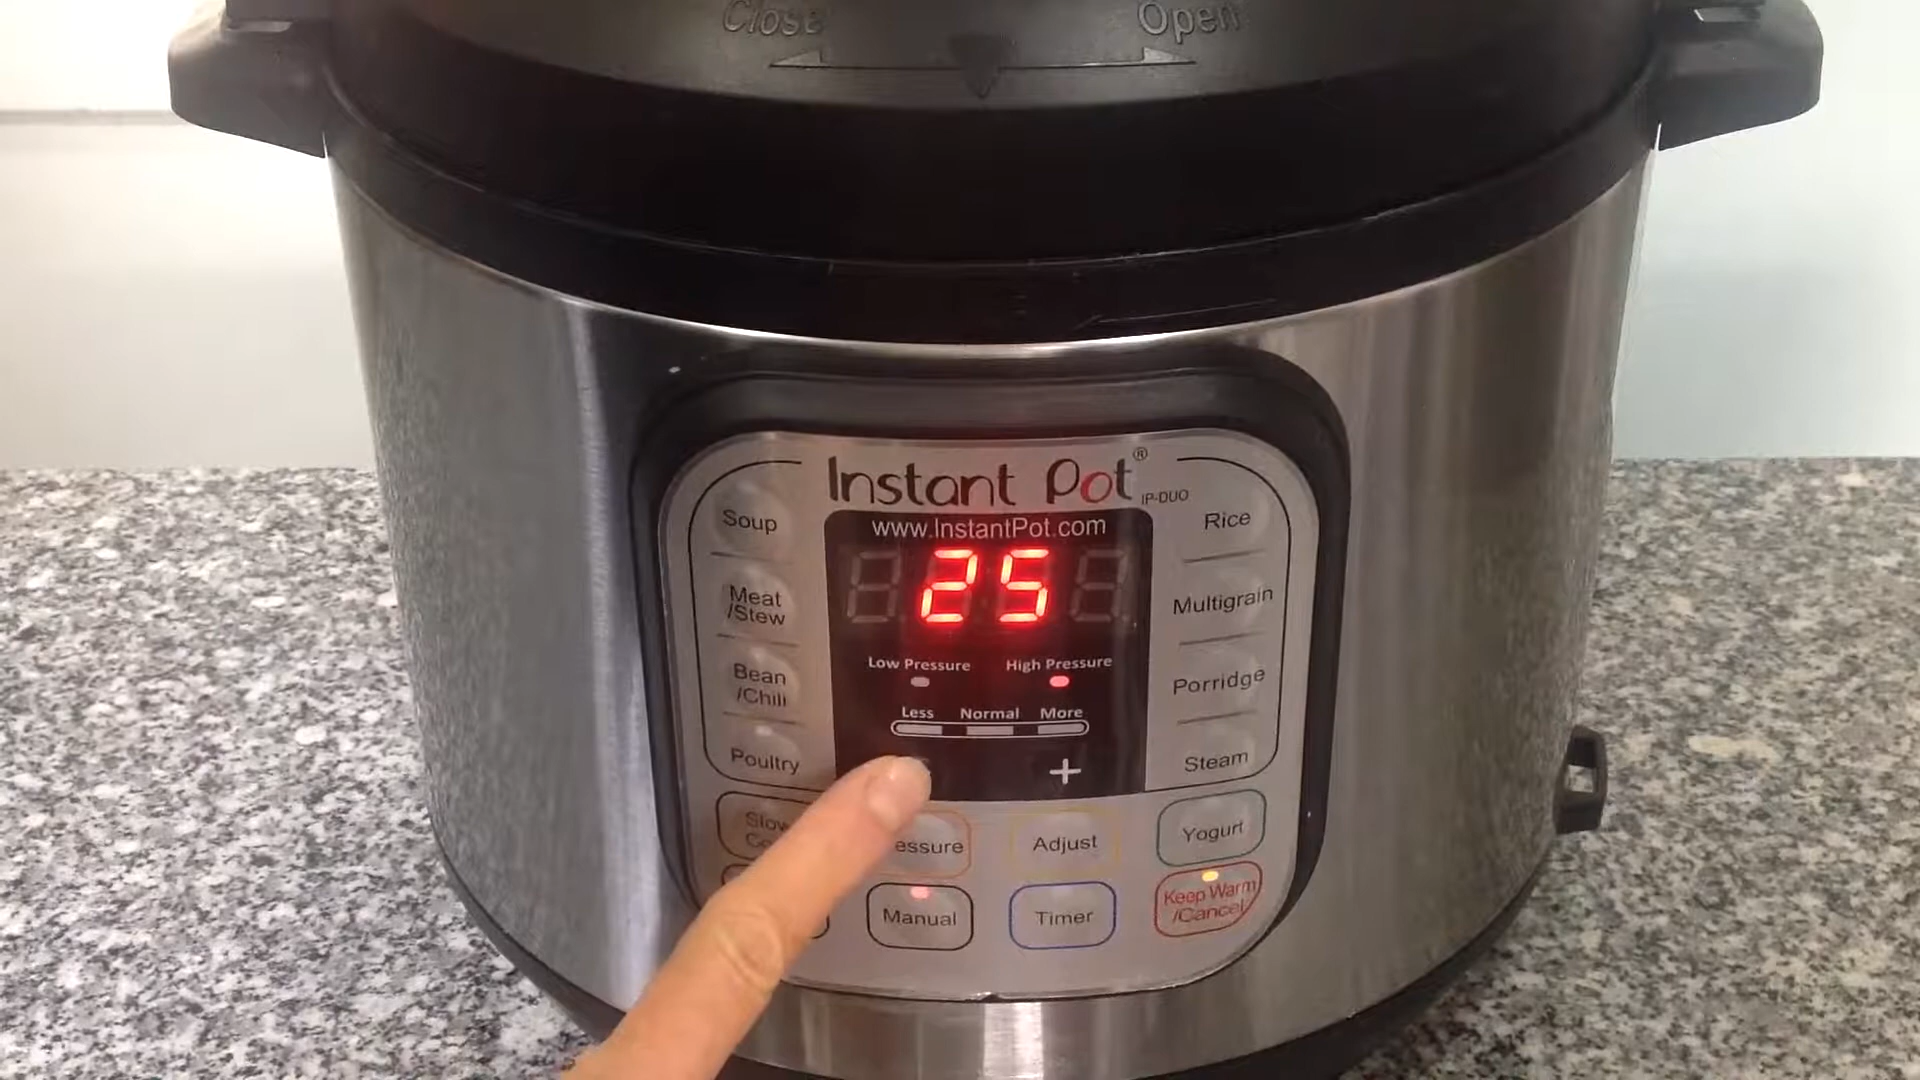 Close
Open
Instant Pot®
IP-DUO
www.InstantPot.com
25
Low Pressure
High Pressure
Less
Normal
More
+
Soup
Meat
/Stew
Bean
/Chili
Poultry
Rice
Multigrain
Porridge
Steam
Slow
essure
Adjust
Yogurt
Manual
Timer
Keep Warm
/Cancel